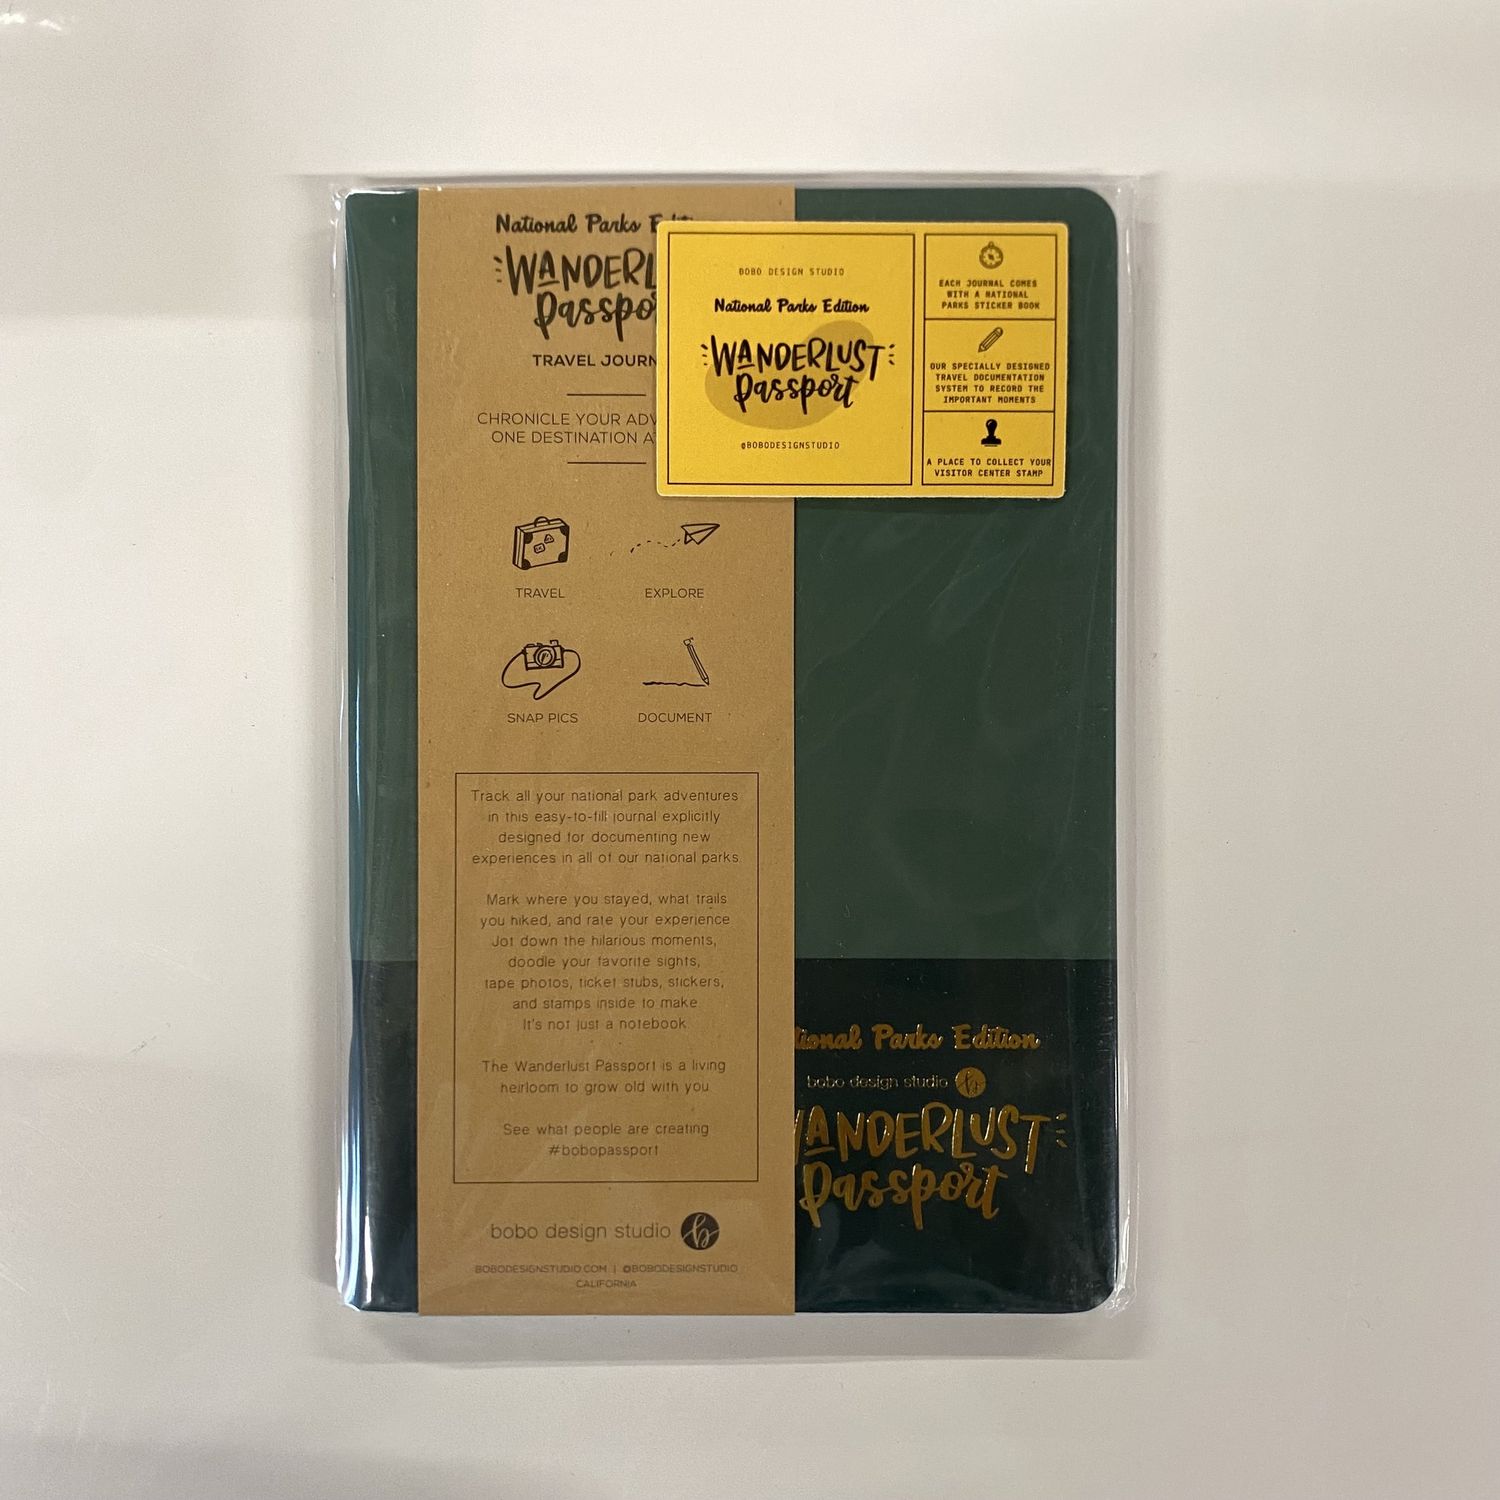 National Parks
WANDERL
Passpo
TRAVEL JOURN
CHRONICLE YOUR ADV
ONE DESTINATION A
TRAVEL
EXPLORE
SNAP PICS
DOCUMENT
Track all your national park adventures
in this easy-to-fill journal explicitly
designed for documenting new
experiences in all of our national parks.
Mark where you stayed, what trails
you hiked, and rate your experience
Jot down the hilarious moments,
doodle your favorite sights,
tape photos, ticket stubs, stickers,
and stamps inside to make
It's not just a notebook
The Wanderlust Passport is a living
heirloom to grow old with you
See what people are creating
#bobopassport
bobo design studio b
BOBODESIGNSTUDIO.COM | @BOBODESIGNSTUDIO
CALIFORNIA
BOBO DESIGN STUDIO
National Parks Edition
WANDERLUST
Passport
@BOBODESIGNSTUDIO
EACH JOURNAL COMES
WITH A NATIONAL
PARKS STICKER BOOK
OUR SPECIALLY DESIGNED
TRAVEL DOCUMENTATION
SYSTEM TO RECORD THE
IMPORTANT MOMENTS
A PLACE TO COLLECT YOUR
VISITOR CENTER STAMP
tional Parks Edition
bobo design studio b
ANDERLUST
Passport